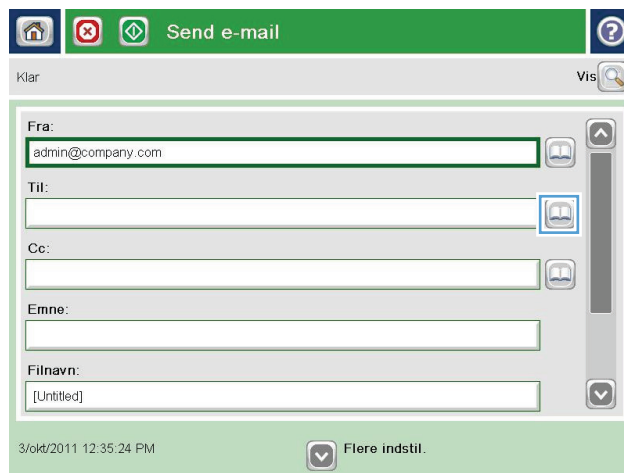 Send e-mail
?
Klar
Vis
Fra:
admin@company.com
Til:
Cc:
Emne:
Filnavn:
[Untitled]
3/okt/2011 12:35:24 PM
Flere indstil.